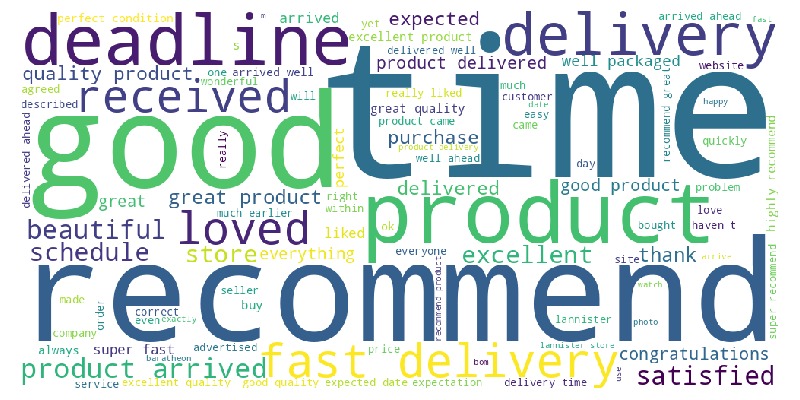 perfect condition
arrived
expected
arrived ahead
fast
m
deadline
yet
excellent product
delivered well
delivery
s
quality product
one
arrived well
wonderful
product delivered
well packaged
website
agreed
described
received
will
time
really liked
much
customer
great quality
date
easy
product came
came
purchase
product delivery
well ahead
day
recommend great
happy
quickly
highly recommend
delivered ahead
good
really
perfect
great
great product
much earlier
right
within
delivered
good product
problem
product
love
haven t
bought
beautiful
loved
liked
ok
schedule
store
everything
everyone
excellent
site
thank
arrive
recommend
recommend product
super recommend
made
order
correct
even
exactly
seller
buy
company
watch
photo
lannister
lannister store
always
super fast
advertised
baratheon
price
fast delivery
bom
use
congratulations
product arrived
satisfied
service
excellent quality
good quality
expected date
expectation
delivery time